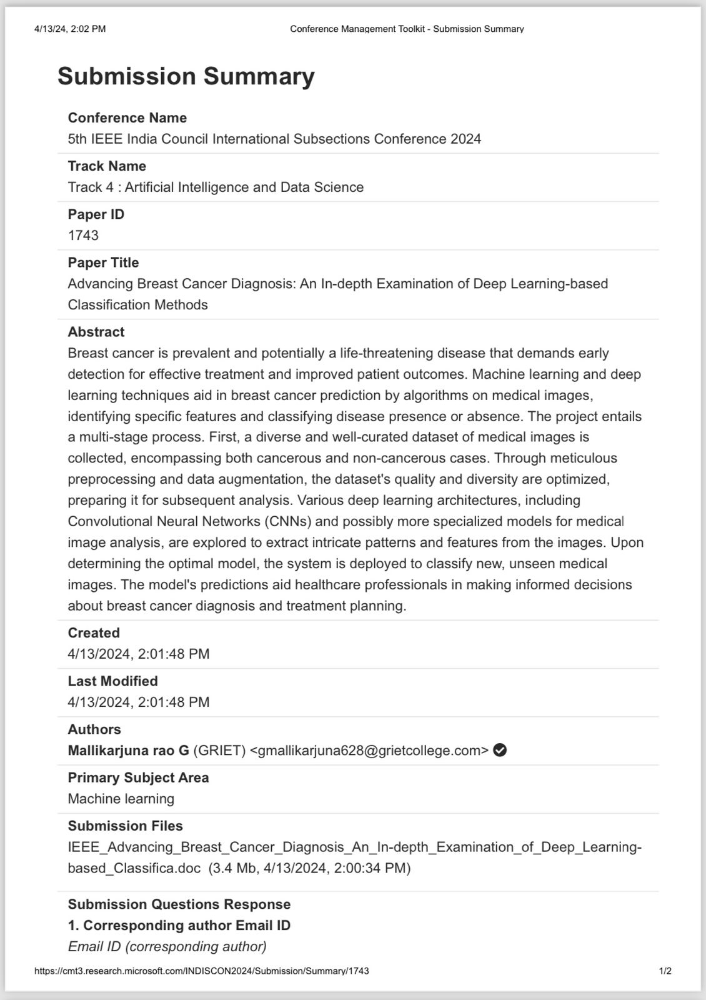 4/13/24, 2:02 PM
Conference Management Toolkit - Submission Summary
Submission Summary
Conference Name
5th IEEE India Council International Subsections Conference 2024
Track Name
Track 4 : Artificial Intelligence and Data Science
Paper ID
1743
Paper Title
Advancing Breast Cancer Diagnosis: An In-depth Examination of Deep Learning-based
Classification Methods
Abstract
Breast cancer is prevalent and potentially a life-threatening disease that demands early
detection for effective treatment and improved patient outcomes. Machine learning and deep
learning techniques aid in breast cancer prediction by algorithms on medical images,
identifying specific features and classifying disease presence or absence. The project entails
a multi-stage process. First, a diverse and well-curated dataset of medical images is
collected, encompassing both cancerous and non-cancerous cases. Through meticulous
preprocessing and data augmentation, the dataset's quality and diversity are optimized,
preparing it for subsequent analysis. Various deep learning architectures, including
Convolutional Neural Networks (CNNs) and possibly more specialized models for medical
image analysis, are explored to extract intricate patterns and features from the images. Upon
determining the optimal model, the system is deployed to classify new, unseen medical
images. The model's predictions aid healthcare professionals in making informed decisions
about breast cancer diagnosis and treatment planning.
Created
4/13/2024, 2:01:48 PM
Last Modified
4/13/2024, 2:01:48 PM
Authors
Mallikarjuna rao G (GRIET) <gmallikarjuna628@grietcollege.com>
Primary Subject Area
Machine learning
Submission Files
IEEE_Advancing_Breast_Cancer_Diagnosis_An_In-depth_Examination_of_Deep_Learning-
based_Classifica.doc (3.4 Mb, 4/13/2024, 2:00:34 PM)
Submission Questions Response
1. Corresponding author Email ID
Email ID (corresponding author)
https://cmt3.research.microsoft.com/INDISCON2024/Submission/Summary/1743
1/2